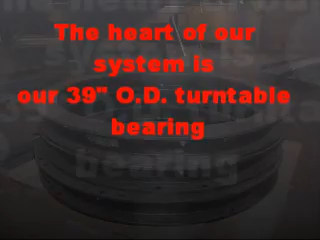 The heart of our
system is
our 39" O.D. turntable
bearing